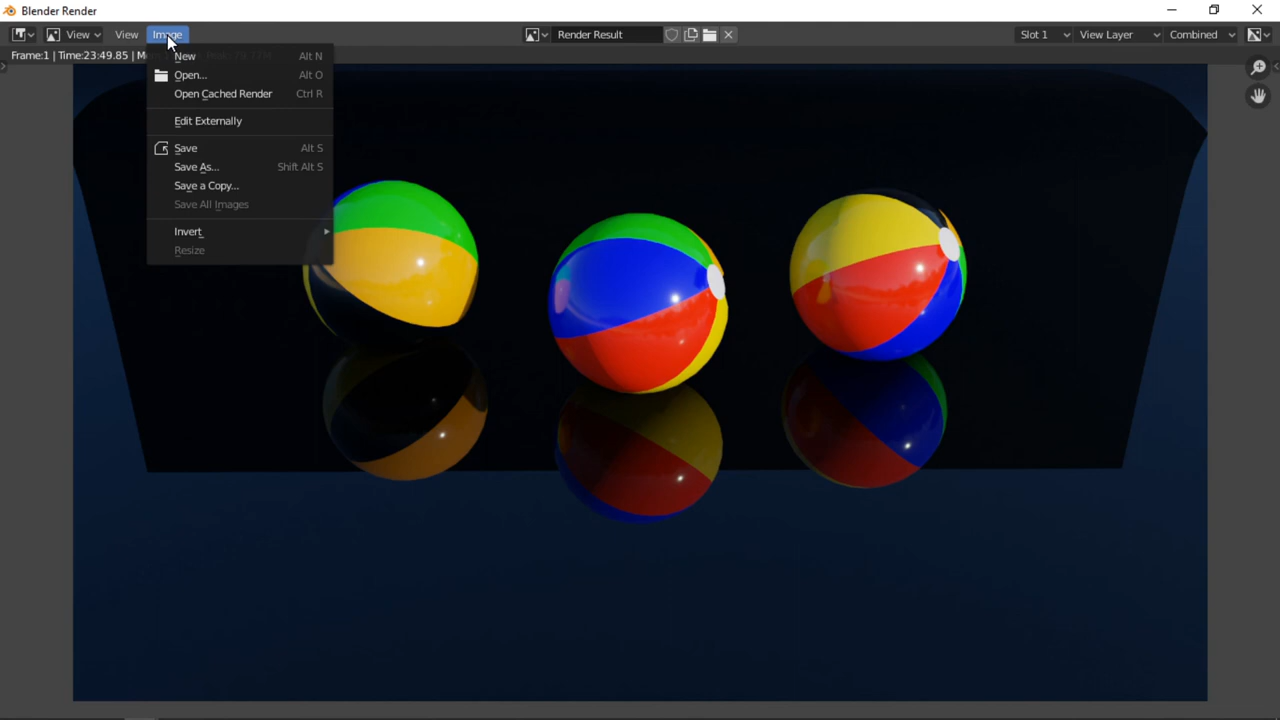 Blender Render
View View Image Render Result Slot 1 View Layer Combined
Frame:1 | Time:23:49.85 |
New Alt N
Open... Alt O
Open Cached Render Ctrl R
Edit Externally
Save Alt S
Save As... Shift Alt S
Save a Copy...
Save All Images
Invert
Resize